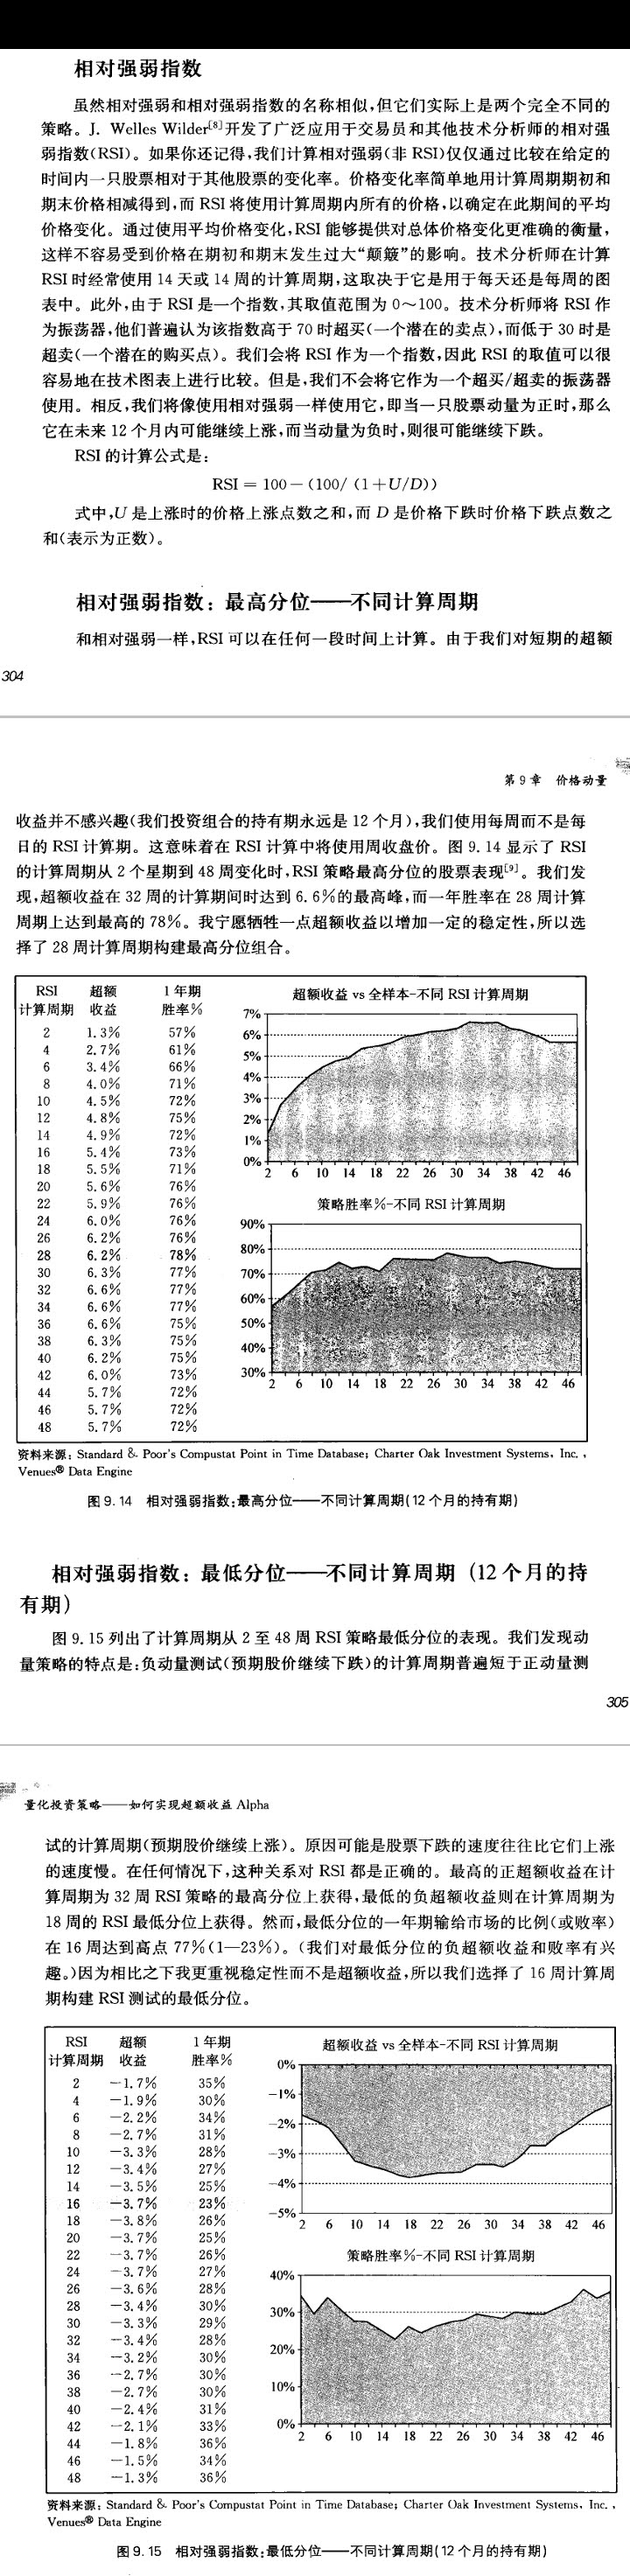 相对强弱指数
虽然相对强弱和相对强弱指数的名称相似,但它们实际上是两个完全不同的
策略。J. Welles Wilder[8]开发了广泛应用于交易员和其他技术分析师的相对强
弱指数(RSI)。如果你还记得,我们计算相对强弱(非 RSI)仅仅通过比较在给定的
时间内一只股票相对于其他股票的变化率。价格变化率简单地用计算周期期初和
期末价格相减得到,而 RSI 将使用计算周期内所有的价格,以确定在此期间的平均
价格变化。通过使用平均价格变化,RSI 能够提供对总体价格变化更准确的衡量,
这样不容易受到价格在期初和期末发生过大“颠簸”的影响。技术分析师在计算
RSI 时经常使用 14 天或 14 周的计算周期,这取决于它是用于每天还是每周的图
表中。此外,由于 RSI 是一个指数,其取值范围为 0～100。技术分析师将 RSI 作
为振荡器,他们普遍认为该指数高于 70 时超买(一个潜在的卖点),而低于 30 时是
超卖(一个潜在的购买点)。我们会将 RSI 作为一个指数,因此 RSI 的取值可以很
容易地在技术图表上进行比较。但是,我们不会将它作为一个超买/超卖的振荡器
使用。相反,我们将像使用相对强弱一样使用它,即当一只股票动量为正时,那么
它在未来 12 个月内可能继续上涨,而当动量为负时,则很可能继续下跌。
RSI 的计算公式是:
RSI = 100 - (100/ (1+U/D))
式中,U 是上涨时的价格上涨点数之和,而 D 是价格下跌时价格下跌点数之
和(表示为正数)。
相对强弱指数: 最高分位——不同计算周期
和相对强弱一样,RSI 可以在任何一段时间上计算。由于我们对短期的超额
304
第 9 章 价格动量
收益并不感兴趣(我们投资组合的持有期永远是 12 个月),我们使用每周而不是每
日的 RSI 计算期。这意味着在 RSI 计算中将使用周收盘价。图 9.14 显示了 RSI
的计算周期从 2 个星期到 48 周变化时,RSI 策略最高分位的股票表现[9]。我们发
现,超额收益在 32 周的计算期间时达到 6.6%的最高峰,而一年胜率在 28 周计算
周期上达到最高的 78%。我宁愿牺牲一点超额收益以增加一定的稳定性,所以选
择了 28 周计算周期构建最高分位组合。
RSI 超额 1 年期
计算周期 收益 胜率%
2 1.3% 57%
4 2.7% 61%
6 3.4% 66%
8 4.0% 71%
10 4.5% 72%
12 4.8% 75%
14 4.9% 72%
16 5.4% 73%
18 5.5% 71%
20 5.6% 76%
22 5.9% 76%
24 6.0% 76%
26 6.2% 76%
28 6.2% 78%
30 6.3% 77%
32 6.6% 77%
34 6.6% 77%
36 6.6% 75%
38 6.3% 75%
40 6.2% 75%
42 6.0% 73%
44 5.7% 72%
46 5.7% 72%
48 5.7% 72%
超额收益 vs 全样本-不同 RSI 计算周期
7%
6%
5%
4%
3%
2%
1%
0%
2 6 10 14 18 22 26 30 34 38 42 46
策略胜率%-不同 RSI 计算周期
90%
80%
70%
60%
50%
40%
30%
2 6 10 14 18 22 26 30 34 38 42 46
资料来源: Standard & Poor's Compustat Point in Time Database; Charter Oak Investment Systems, Inc.,
Venues® Data Engine
图 9.14 相对强弱指数:最高分位——不同计算周期(12 个月的持有期)
相对强弱指数: 最低分位——不同计算周期 (12 个月的持
有期)
图 9.15 列出了计算周期从 2 至 48 周 RSI 策略最低分位的表现。我们发现动
量策略的特点是:负动量测试(预期股价继续下跌)的计算周期普遍短于正动量测
305
量化投资策略——如何实现超额收益 Alpha
试的计算周期(预期股价继续上涨)。原因可能是股票下跌的速度往往比它们上涨
的速度慢。在任何情况下,这种关系对 RSI 都是正确的。最高的正超额收益在计
算周期为 32 周 RSI 策略的最高分位上获得,最低的负超额收益则在计算周期为
18 周的 RSI 最低分位上获得。然而,最低分位的一年期输给市场的比例(或败率)
在 16 周达到高点 77%(1—23%)。(我们对最低分位的负超额收益和败率有兴
趣。)因为相比之下我更重视稳定性而不是超额收益,所以我们选择了 16 周计算周
期构建 RSI 测试的最低分位。
RSI 超额 1 年期
计算周期 收益 胜率%
2 -1.7% 35%
4 -1.9% 30%
6 -2.2% 34%
8 -2.7% 31%
10 -3.3% 28%
12 -3.4% 27%
14 -3.5% 25%
16 -3.7% 23%
18 -3.8% 26%
20 -3.7% 25%
22 -3.7% 26%
24 -3.7% 27%
26 -3.6% 28%
28 -3.4% 30%
30 -3.3% 29%
32 -3.4% 28%
34 -3.2% 30%
36 -2.7% 30%
38 -2.7% 30%
40 -2.4% 31%
42 -2.1% 33%
44 -1.8% 36%
46 -1.5% 34%
48 -1.3% 36%
超额收益 vs 全样本-不同 RSI 计算周期
0%
-1%
-2%
-3%
-4%
-5%
2 6 10 14 18 22 26 30 34 38 42 46
策略胜率%-不同 RSI 计算周期
40%
30%
20%
10%
0%
2 6 10 14 18 22 26 30 34 38 42 46
资料来源: Standard & Poor's Compustat Point in Time Database; Charter Oak Investment Systems, Inc.,
Venues® Data Engine
图 9.15 相对强弱指数:最低分位——不同计算周期(12 个月的持有期)